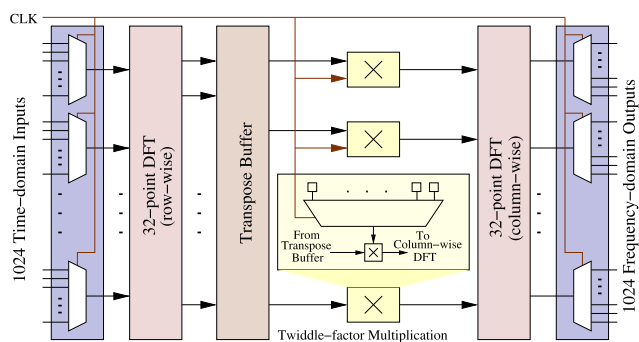 CLK
1024 Time-domain Inputs
32-point DFT
(row-wise)
Transpose Buffer
From
Transpose
Buffer
To
Column-wise
DFT
Twiddle-factor Multiplication
32-point DFT
(column-wise)
1024 Frequency-domain Outputs